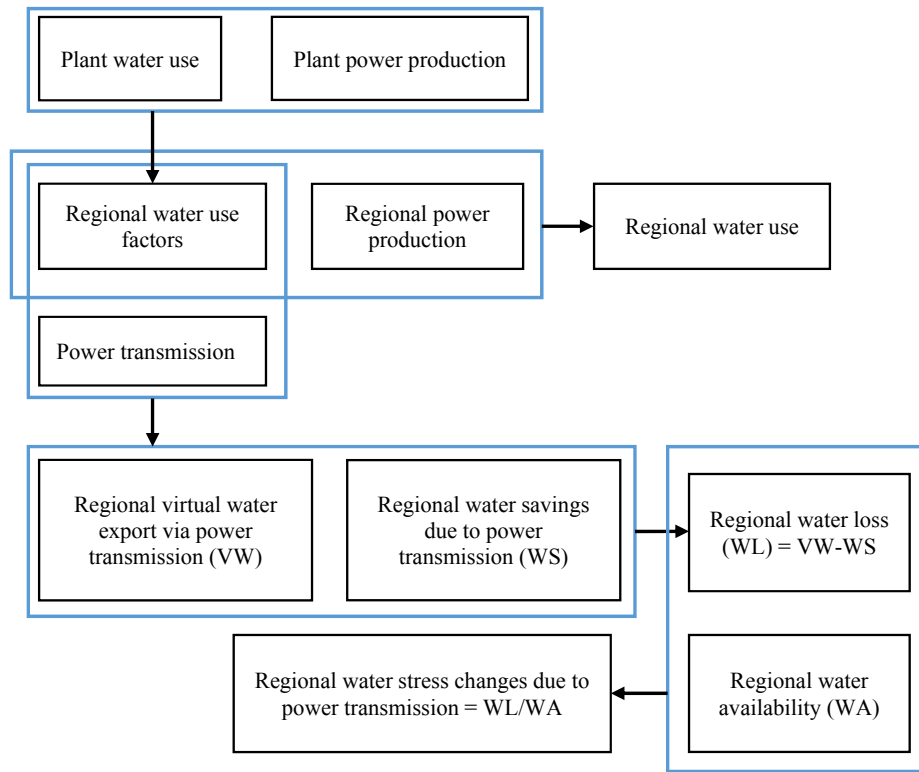 Plant water use
Plant power production
Regional water use
factors
Regional power
production
Regional water use
Power transmission
Regional virtual water
export via power
transmission (VW)
Regional water savings
due to power
transmission (WS)
Regional water loss
(WL) = VW-WS
Regional water stress changes due to
power transmission = WL/WA
Regional water
availability (WA)